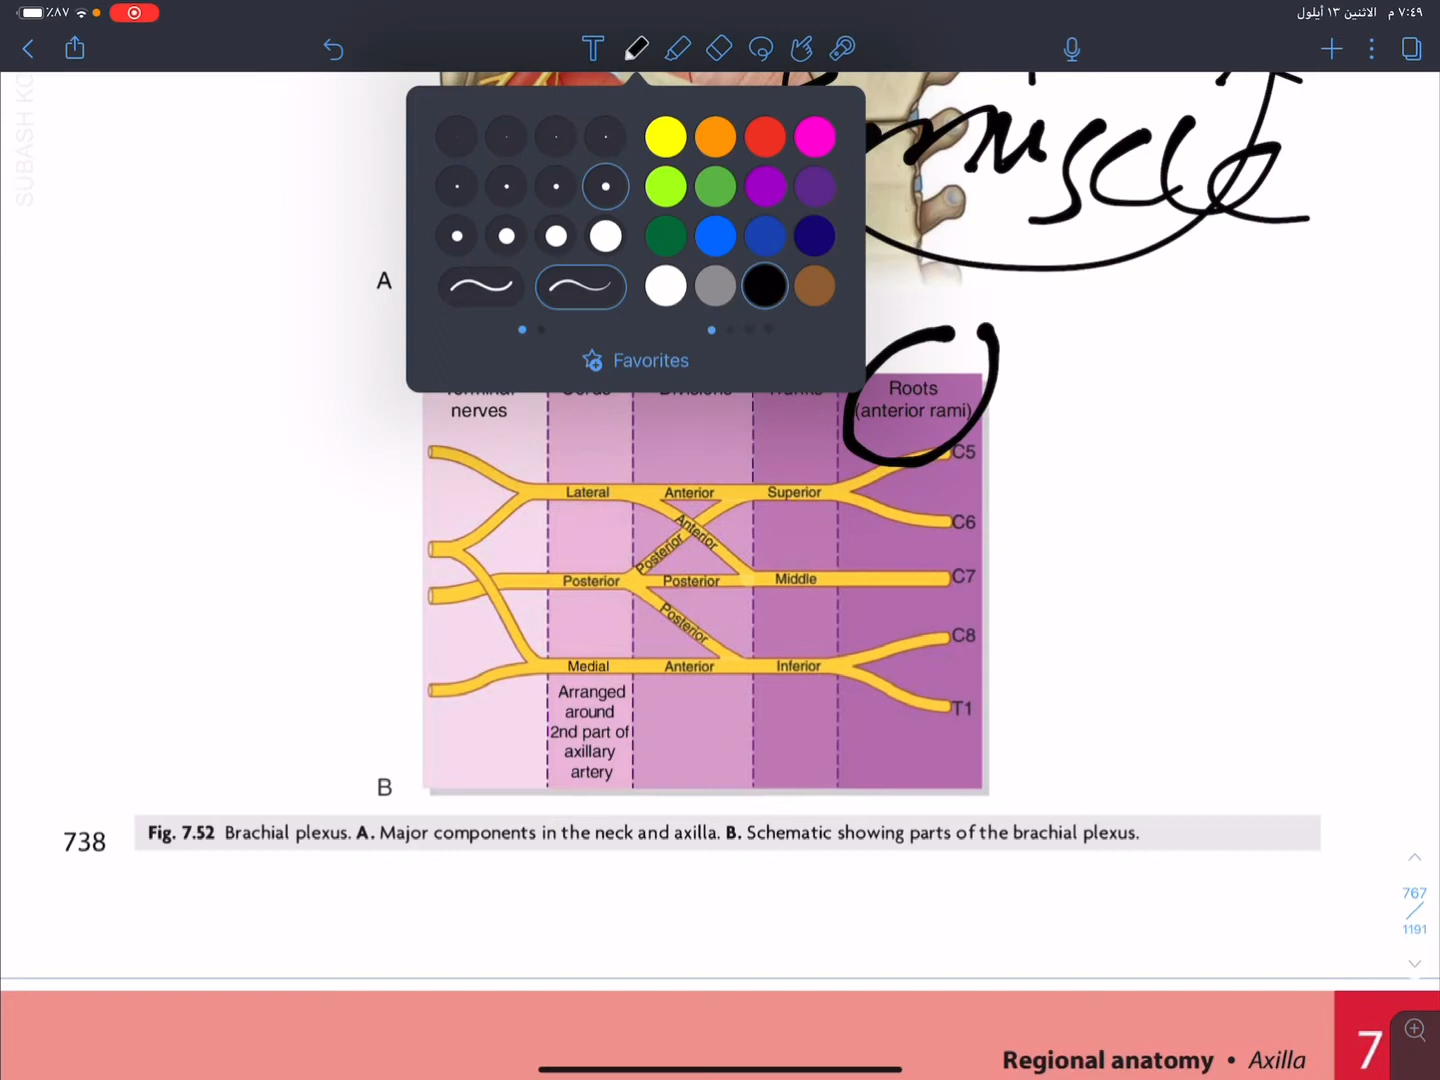 ٪٨٧
٧:٤٩ م الاثنين ١٣ أيلول
SUBASH KO
muscle
A
Favorites
Roots
nerves
(anterior rami)
C5
Lateral Anterior Superior
C6
Anterior
Posterior
Posterior Posterior Middle C7
Posterior
C8
Medial Anterior Inferior
Arranged
around
2nd part of
axillary
artery
T1
B
738
Fig. 7.52 Brachial plexus. A. Major components in the neck and axilla. B. Schematic showing parts of the brachial plexus.
767
1191
Regional anatomy • Axilla 7